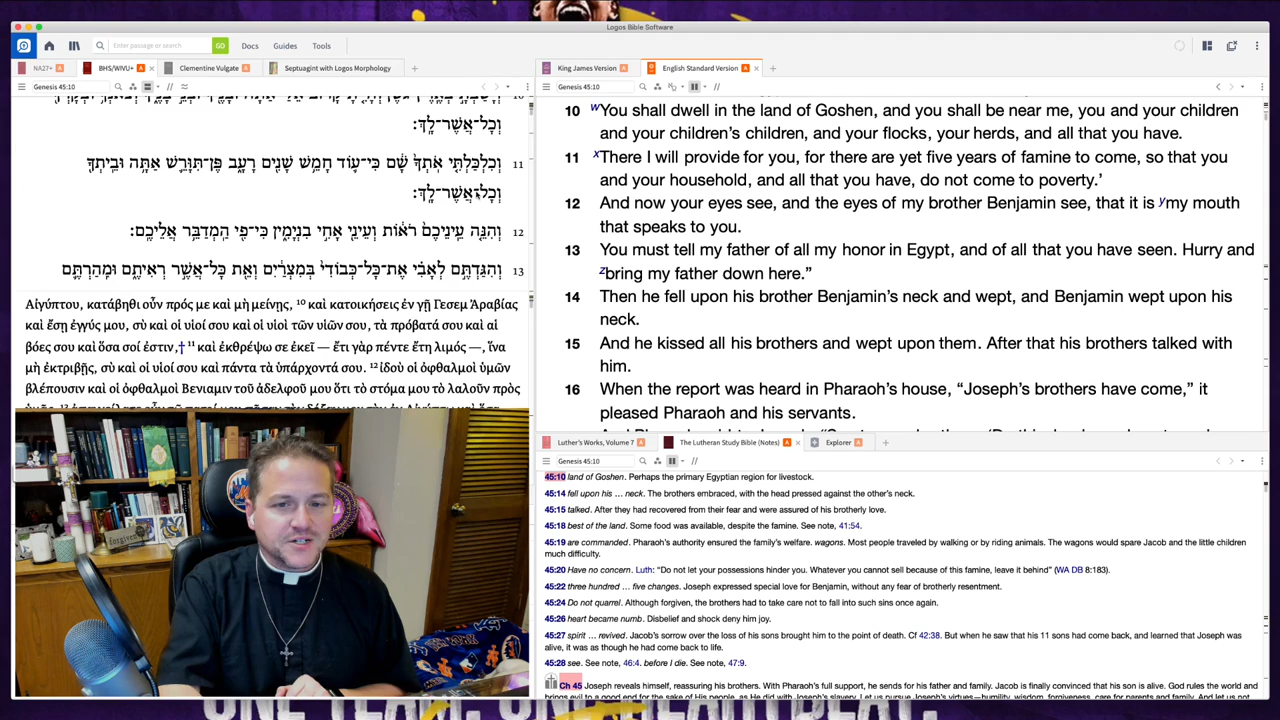 Logos Bible Software
Enter passage or search
GO
Docs
Guides
Tools
NA27+ A
BHS/WIVU+ A
Clementine Vulgate A
Septuagint with Logos Morphology
Genesis 45:10
וְכָל־אֲשֶׁר־לָֽךְ׃
11 וְכִלְכַּלְתִּ֤י אֹֽתְךָ֙ שָׁ֔ם כִּי־ע֛וֹד חָמֵ֥שׁ שָׁנִ֖ים רָעָ֑ב פֶּן־תִּוָּרֵ֛שׁ אַתָּ֥ה וּבֵֽיתְךָ֖
וְכָל־אֲשֶׁר־לָֽךְ׃
12 וְהִנֵּ֤ה עֵֽינֵיכֶם֙ רֹא֔וֹת וְעֵינֵ֖י אָחִ֣י בִנְיָמִ֑ין כִּי־פִ֖י הַֽמְדַבֵּ֥ר אֲלֵיכֶֽם׃
13 וְהִגַּדְתֶּ֣ם לְאָבִ֗י אֶת־כָּל־כְּבוֹדִי֙ בְּמִצְרַ֔יִם וְאֵ֖ת כָּל־אֲשֶׁ֣ר רְאִיתֶ֑ם וּמִֽהַרְתֶּ֛ם
Αἰγύπτου, κατάβηθι οὖν πρός με καὶ μὴ μείνῃς, 10 καὶ κατοικήσεις ἐν γῇ Γεσεμ Ἀραβίας
καὶ ἔσῃ ἐγγύς μου, σὺ καὶ οἱ υἱοί σου καὶ οἱ υἱοὶ τῶν υἱῶν σου, τὰ πρόβατά σου καὶ αἱ
βόες σου καὶ ὅσα σοί ἐστιν,† 11 καὶ ἐκθρέψω σε ἐκεῖ — ἔτι γὰρ πέντε ἔτη λιμός —, ἵνα
μὴ ἐκτριβῇς, σὺ καὶ οἱ υἱοί σου καὶ πάντα τὰ ὑπάρχοντά σου. 12 ἰδοὺ οἱ ὀφθαλμοὶ ὑμῶν
βλέπουσιν καὶ οἱ ὀφθαλμοὶ Βενιαμιν τοῦ ἀδελφοῦ μου ὅτι τὸ στόμα μου τὸ λαλοῦν πρὸς
King James Version A
English Standard Version A
Genesis 45:10
10 wYou shall dwell in the land of Goshen, and you shall be near me, you and your children
and your children’s children, and your flocks, your herds, and all that you have.
11 xThere I will provide for you, for there are yet five years of famine to come, so that you
and your household, and all that you have, do not come to poverty.’
12 And now your eyes see, and the eyes of my brother Benjamin see, that it is ymy mouth
that speaks to you.
13 You must tell my father of all my honor in Egypt, and of all that you have seen. Hurry and
zbring my father down here.”
14 Then he fell upon his brother Benjamin’s neck and wept, and Benjamin wept upon his
neck.
15 And he kissed all his brothers and wept upon them. After that his brothers talked with
him.
16 When the report was heard in Pharaoh’s house, “Joseph’s brothers have come,” it
pleased Pharaoh and his servants.
Luther’s Works, Volume 7 A
The Lutheran Study Bible (Notes) A
Explorer A
Genesis 45:10
45:10 land of Goshen. Perhaps the primary Egyptian region for livestock.
45:14 fell upon his … neck. The brothers embraced, with the head pressed against the other’s neck.
45:15 talked. After they had recovered from their fear and were assured of his brotherly love.
45:18 best of the land. Some food was available, despite the famine. See note, 41:54.
45:19 are commanded. Pharaoh’s authority ensured the family’s welfare. wagons. Most people traveled by walking or by riding animals. The wagons would spare Jacob and the little children
much difficulty.
45:20 Have no concern. Luth: “Do not let your possessions hinder you. Whatever you cannot sell because of this famine, leave it behind” (WA DB 8:183).
45:22 three hundred … five changes. Joseph expressed special love for Benjamin, without any fear of brotherly resentment.
45:24 Do not quarrel. Although forgiven, the brothers had to take care not to fall into such sins once again.
45:26 heart became numb. Disbelief and shock deny him joy.
45:27 spirit … revived. Jacob’s sorrow over the loss of his sons brought him to the point of death. Cf 42:38. But when he saw that his 11 sons had come back, and learned that Joseph was
alive, it was as though he had come back to life.
45:28 see. See note, 46:4. before I die. See note, 47:9.
Ch 45 Joseph reveals himself, reassuring his brothers. With Pharaoh’s full support, he sends for his father and family. Jacob is finally convinced that his son is alive. God rules the world and
forgiven
ONE TEAM. ONE HEARTBEAT.